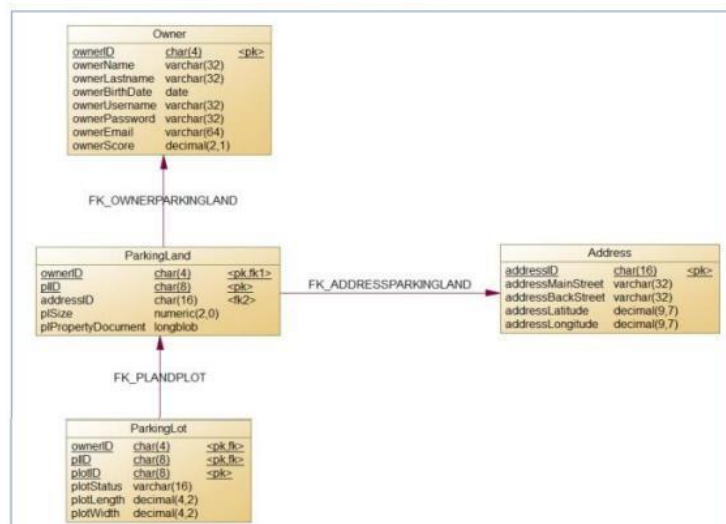 Owner
ownerID char(4) <pk>
ownerName varchar(32)
ownerLastname varchar(32)
ownerBirthDate date
ownerUsername varchar(32)
ownerPassword varchar(32)
ownerEmail varchar(64)
ownerScore decimal(2,1)
FK_OWNERPARKINGLAND
ParkingLand
ownerID char(4) <pk,fk1>
plID char(8) <pk>
addressID char(16) <fk2>
plSize numeric(2,0)
plPropertyDocument longblob
FK_ADDRESSPARKINGLAND
Address
addressID char(16) <pk>
addressMainStreet varchar(32)
addressBackStreet varchar(32)
addressLatitude decimal(9,7)
addressLongitude decimal(9,7)
FK_PLANDPLOT
ParkingLot
ownerID char(4) <pk,fk>
plID char(8) <pk,fk>
plotID char(8) <pk>
plotStatus varchar(16)
plotLength decimal(4,2)
plotWidth decimal(4,2)